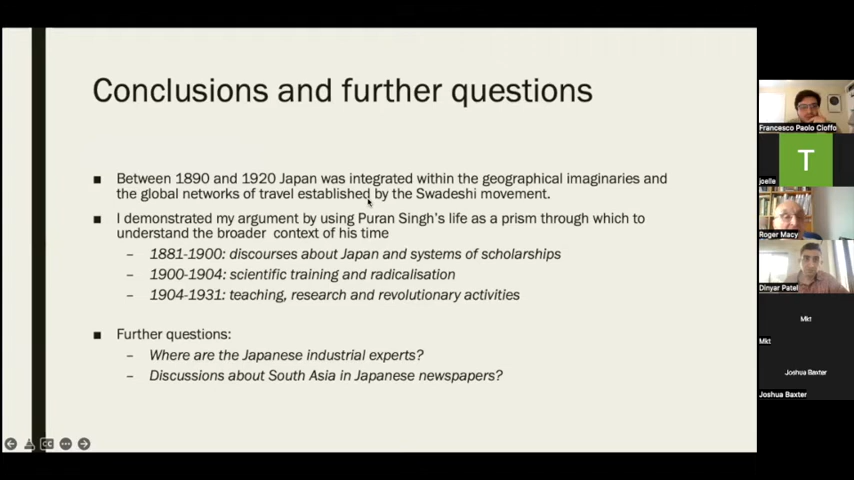 Conclusions and further questions
■ Between 1890 and 1920 Japan was integrated within the geographical imaginaries and
the global networks of travel established by the Swadeshi movement.
■ I demonstrated my argument by using Puran Singh's life as a prism through which to
understand the broader context of his time
– 1881-1900: discourses about Japan and systems of scholarships
– 1900-1904: scientific training and radicalisation
– 1904-1931: teaching, research and revolutionary activities
■ Further questions:
– Where are the Japanese industrial experts?
– Discussions about South Asia in Japanese newspapers?
CC
Francesco Paolo Cioffo
T
joelle
Roger Macy
Dinyar Patel
Mkt
Mkt
Joshua Baxter
Joshua Baxter